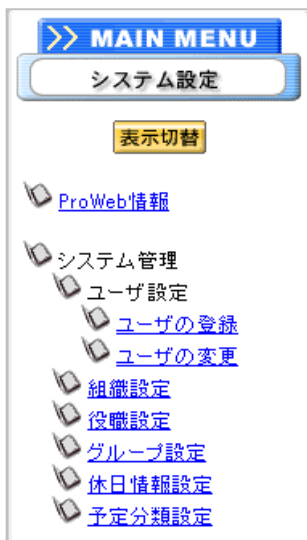 >> MAIN MENU
システム設定
表示切替
ProWeb情報
システム管理
ユーザ設定
ユーザの登録
ユーザの変更
組織設定
役職設定
グループ設定
休日情報設定
予定分類設定